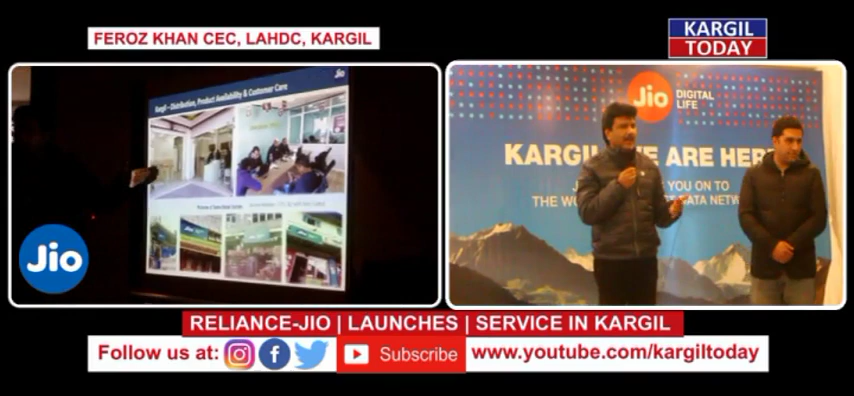 FEROZ KHAN CEC, LAHDC, KARGIL
KARGIL
TODAY
Jio
Kargil – Distribution, Product Availability & Customer Care
Jio
Jio
DIGITAL
LIFE
KARGIL WE ARE HERE
YOU ON TO
THE WO DATA NETW
RELIANCE-JIO | LAUNCHES | SERVICE IN KARGIL
Follow us at:
Subscribe
www.youtube.com/kargiltoday